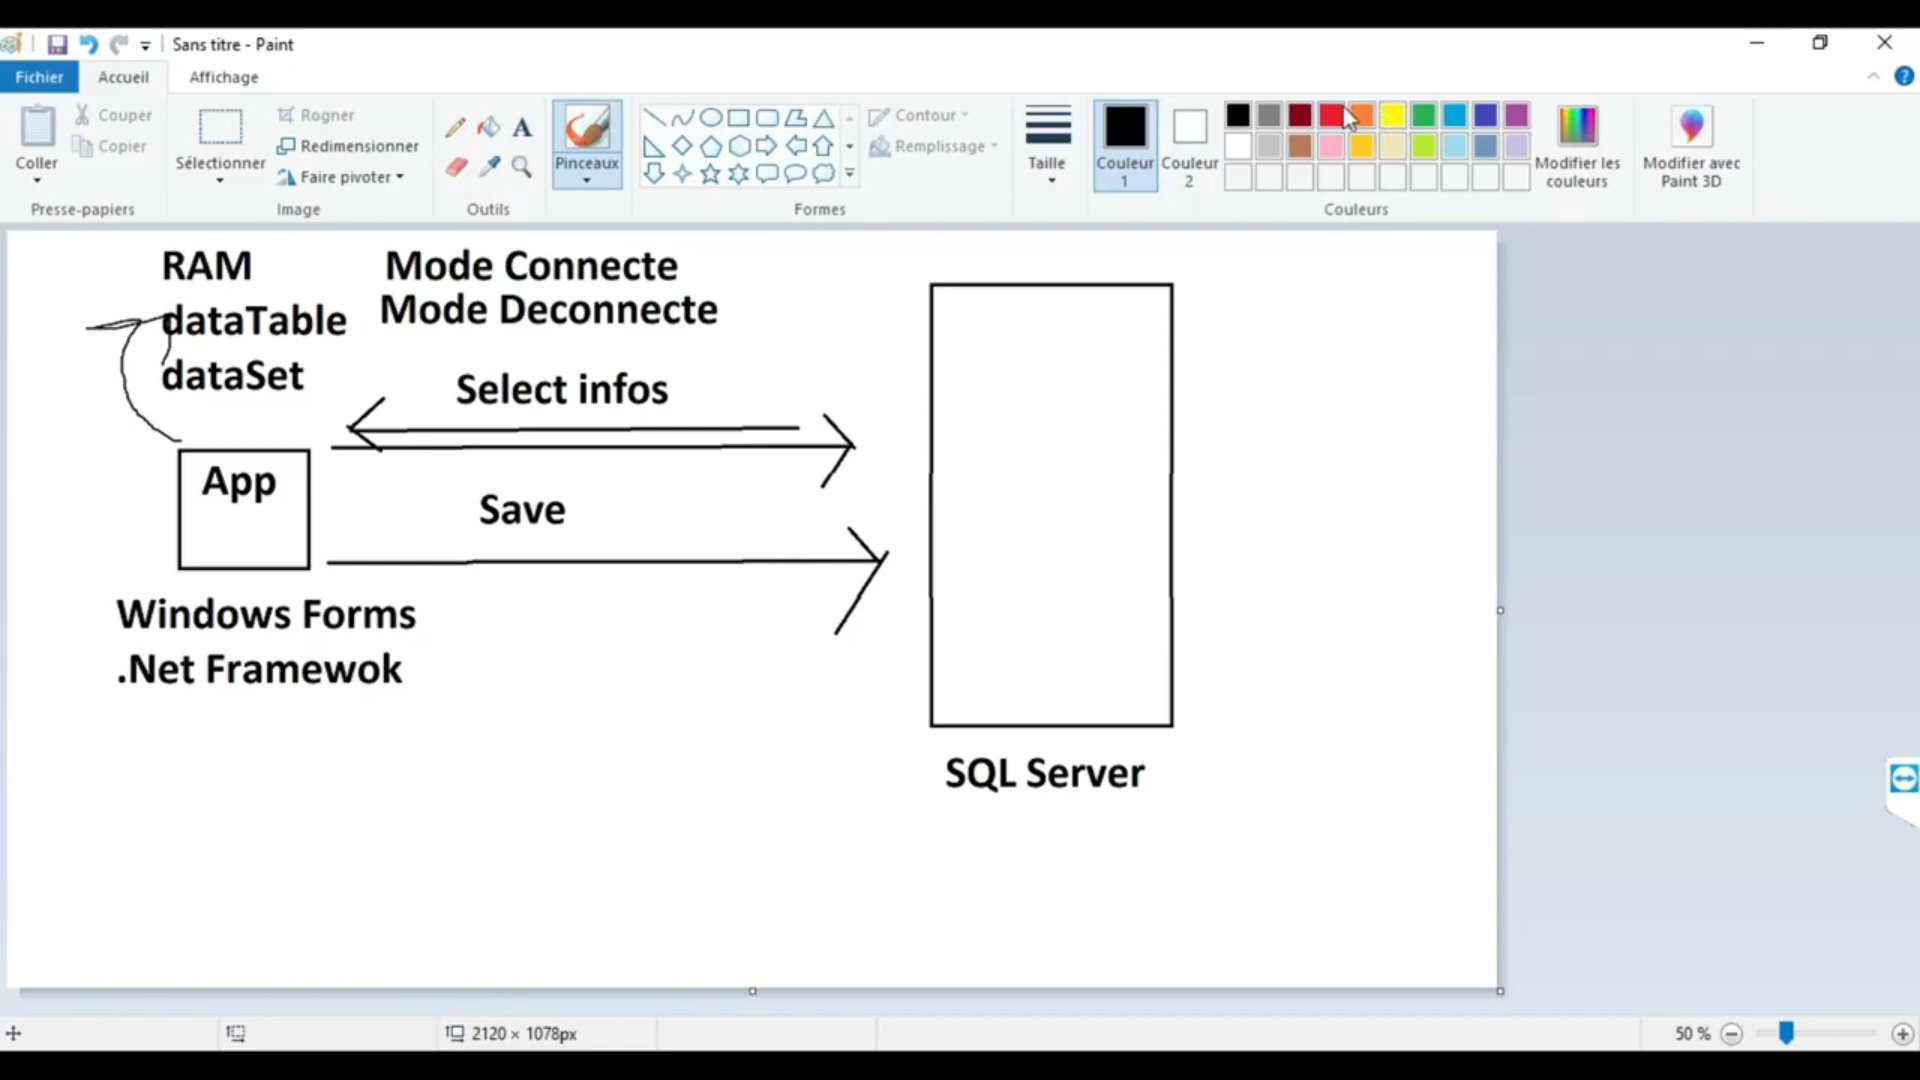 Sans titre - Paint
Fichier
Accueil
Affichage
Coller
Couper
Copier
Presse-papiers
Sélectionner
Rogner
Redimensionner
Faire pivoter
Image
A
Outils
Pinceaux
Contour
Remplissage
Formes
Taille
Couleur
1
Couleur
2
Modifier les
couleurs
Couleurs
Modifier avec
Paint 3D
?
RAM
dataTable
dataSet
Mode Connecte
Mode Deconnecte
Select infos
App
Save
Windows Forms
.Net Framewok
SQL Server
2120 × 1078px
50 %